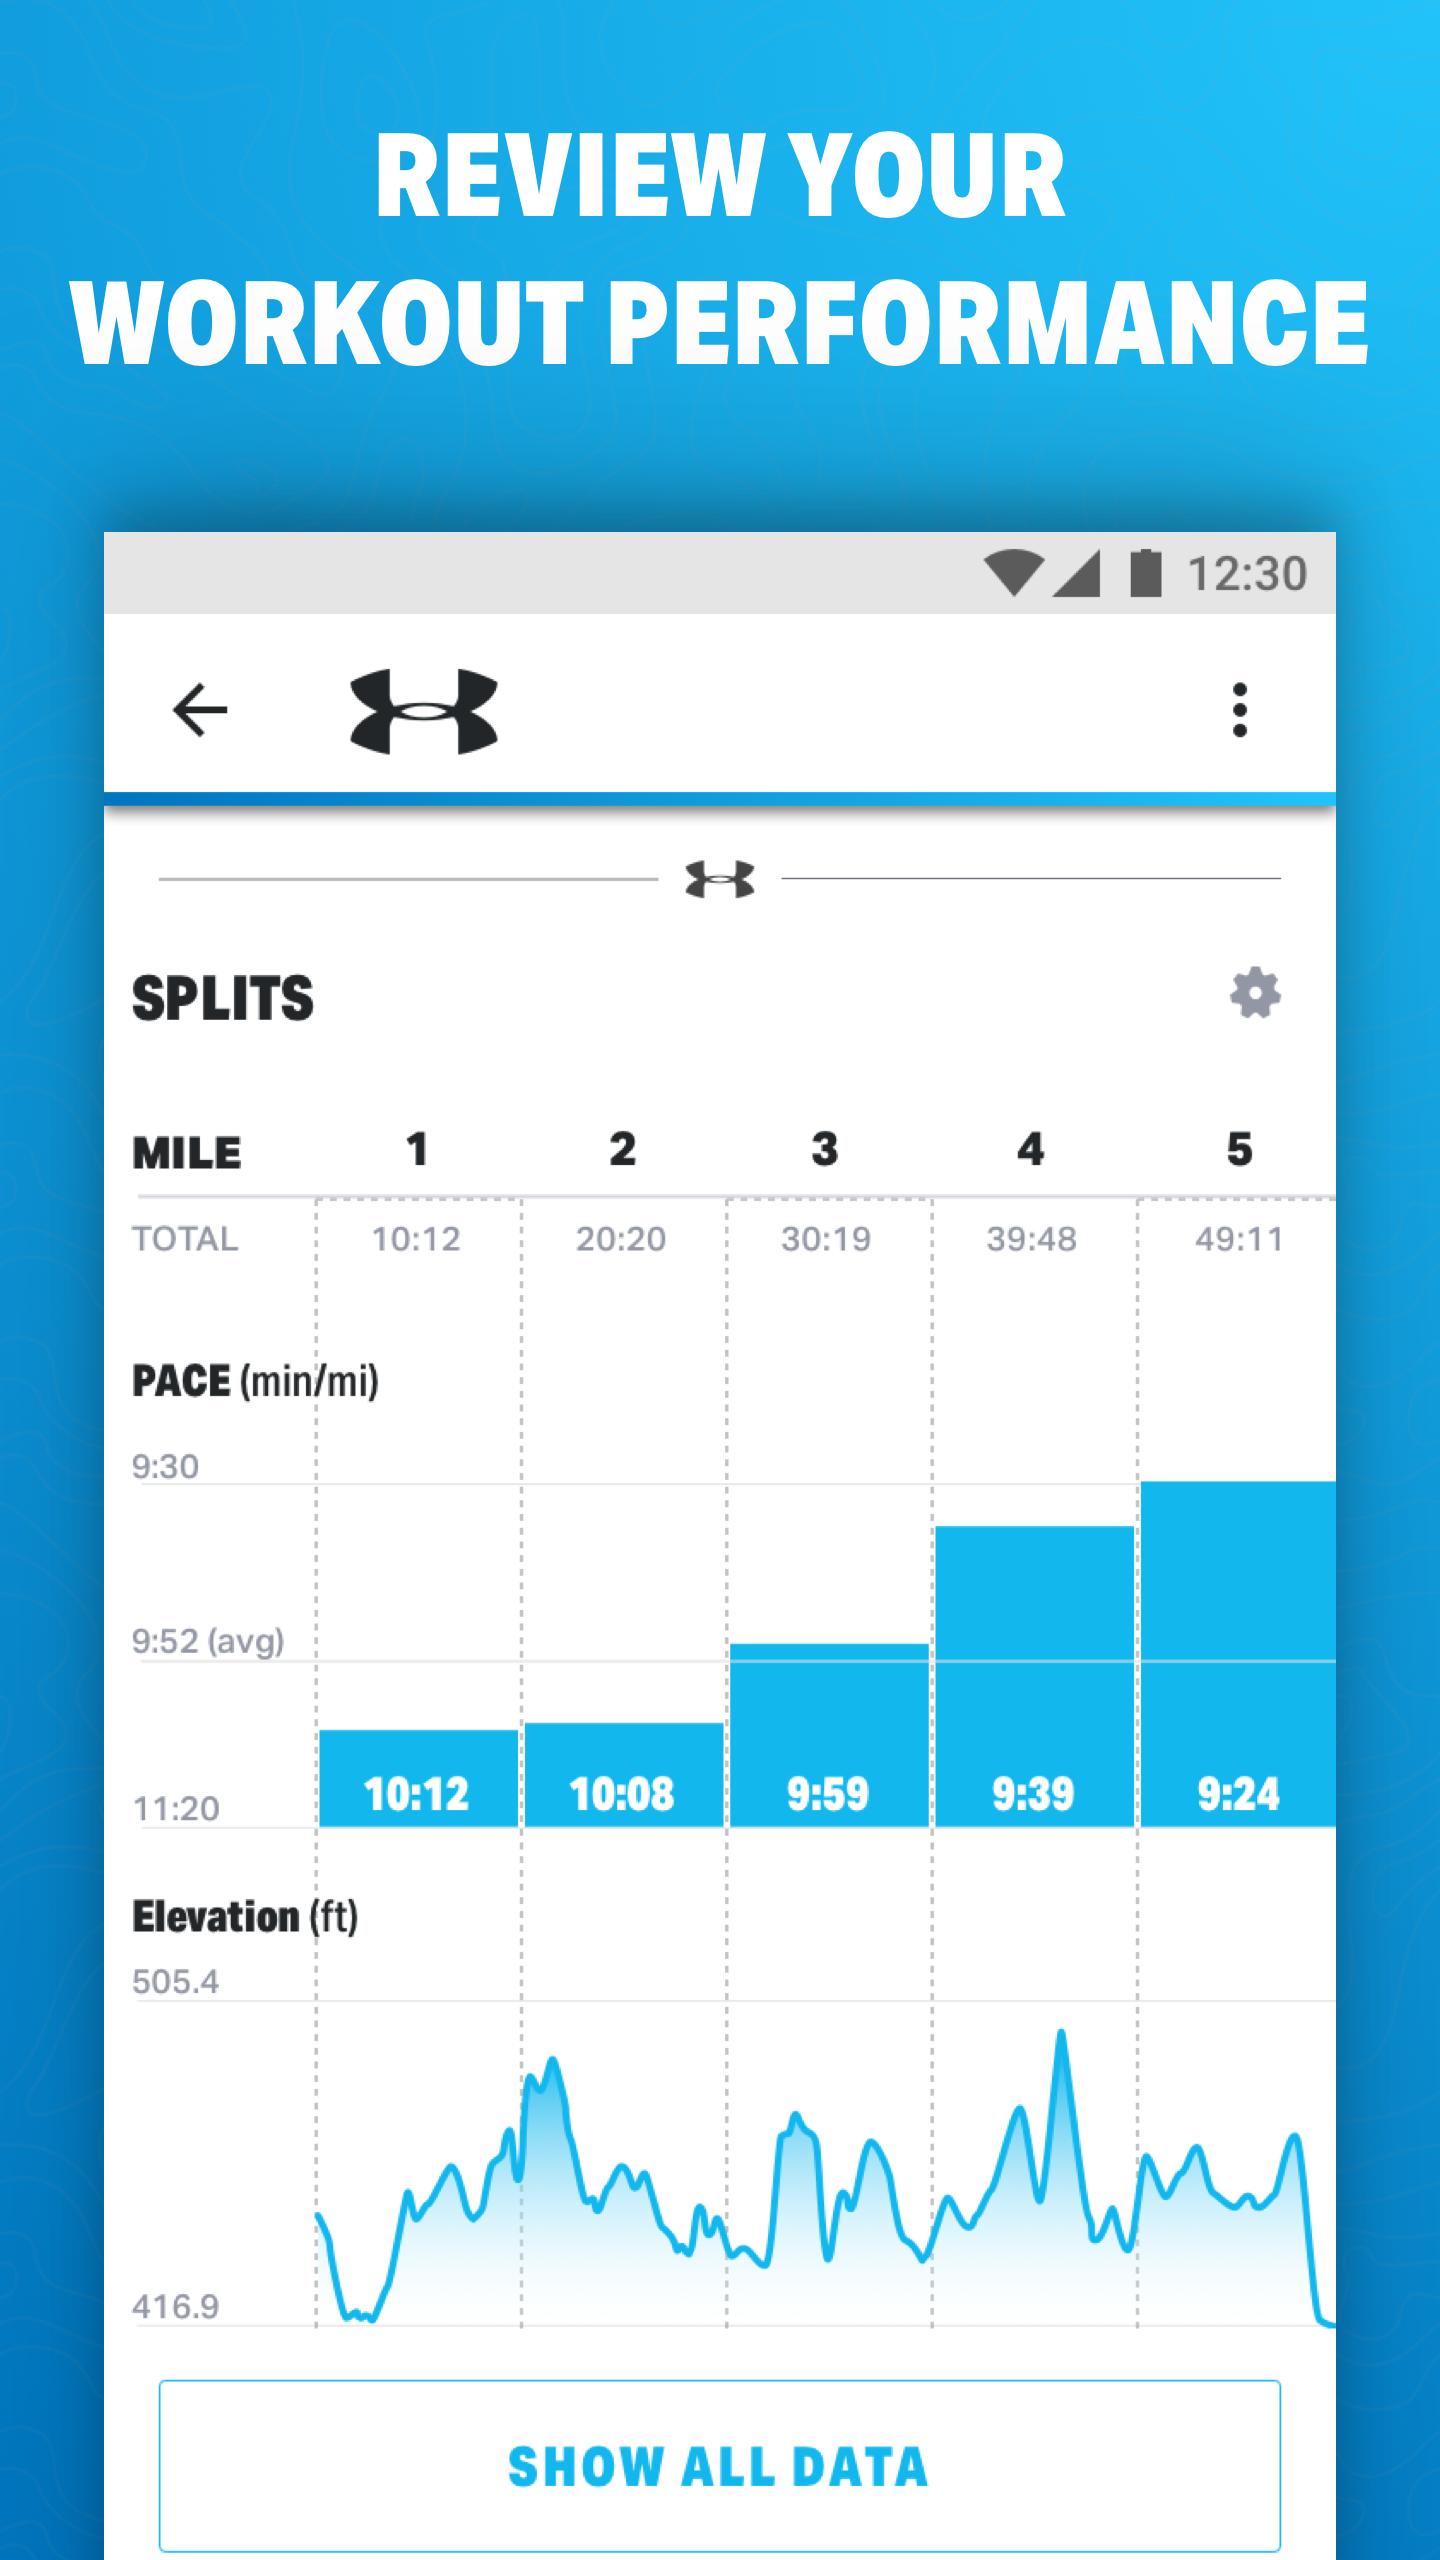 REVIEW YOUR
WORKOUT PERFORMANCE
12:30
SPLITS
MILE 1 2 3 4 5
TOTAL 10:12 20:20 30:19 39:48 49:11
PACE (min/mi)
9:30
9:52 (avg)
11:20 10:12 10:08 9:59 9:39 9:24
Elevation (ft)
505.4
416.9
SHOW ALL DATA